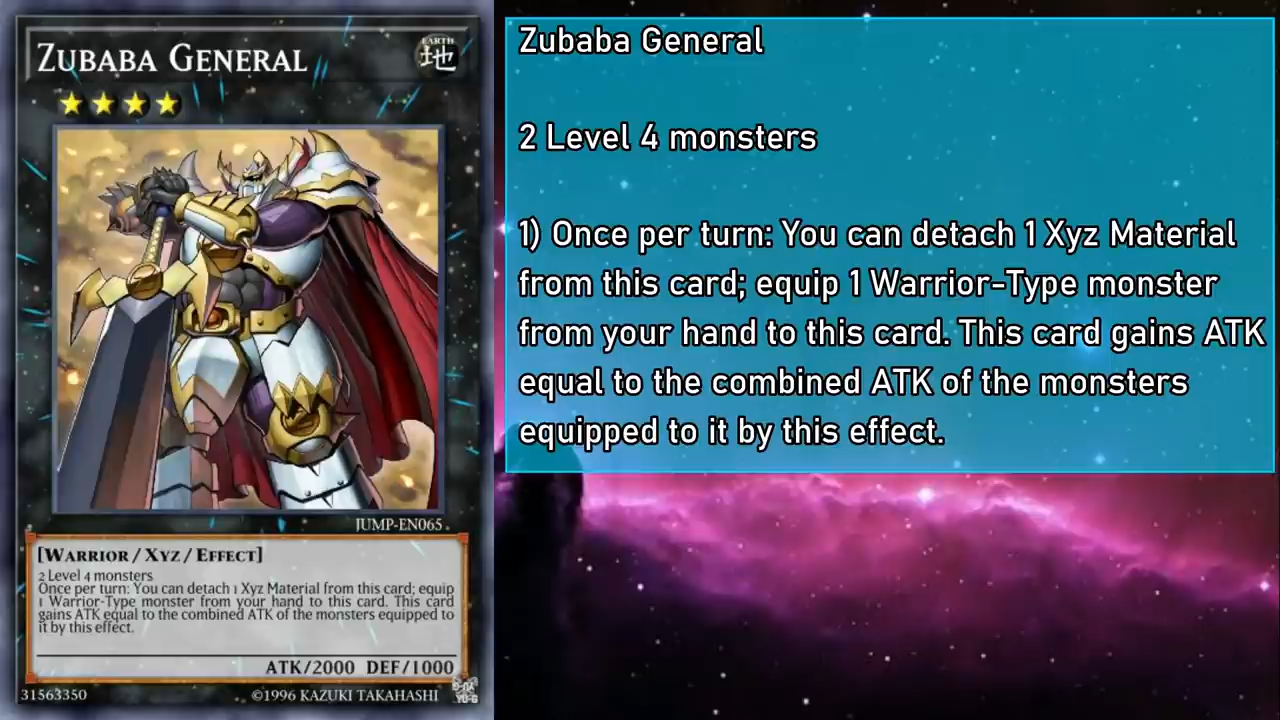 ZUBABA GENERAL
EARTH
地
JUMP-EN065
[WARRIOR / XYZ / EFFECT]
2 Level 4 monsters
Once per turn: You can detach 1 Xyz Material from this card; equip
1 Warrior-Type monster from your hand to this card. This card
gains ATK equal to the combined ATK of the monsters equipped to
it by this effect.
ATK/2000 DEF/1000
31563350
©1996 KAZUKI TAKAHASHI
Zubaba General
2 Level 4 monsters
1) Once per turn: You can detach 1 Xyz Material
from this card; equip 1 Warrior-Type monster
from your hand to this card. This card gains ATK
equal to the combined ATK of the monsters
equipped to it by this effect.